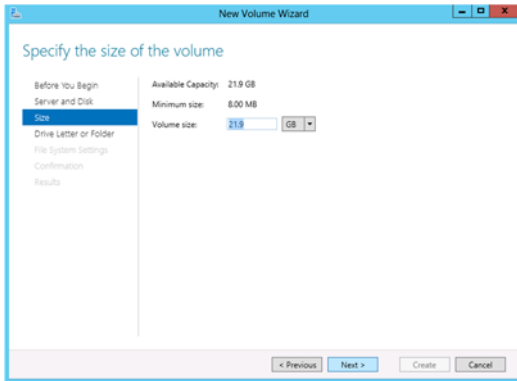 New Volume Wizard
Specify the size of the volume
Before You Begin
Server and Disk
Size
Drive Letter or Folder
File System Settings
Confirmation
Results
Available Capacity: 21.9 GB
Minimum size: 8.00 MB
Volume size: 21.9 GB
< Previous Next > Create Cancel